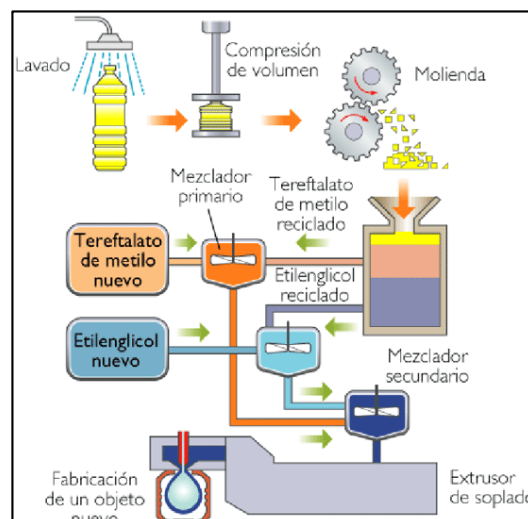 Lavado
Compresión
de volumen
Molienda
Mezclador
primario
Tereftalato
de metilo
reciclado
Tereftalato
de metilo
nuevo
Etilenglicol
reciclado
Etilenglicol
nuevo
Mezclador
secundario
Fabricación
de un objeto
nuevo
Extrusor
de soplado